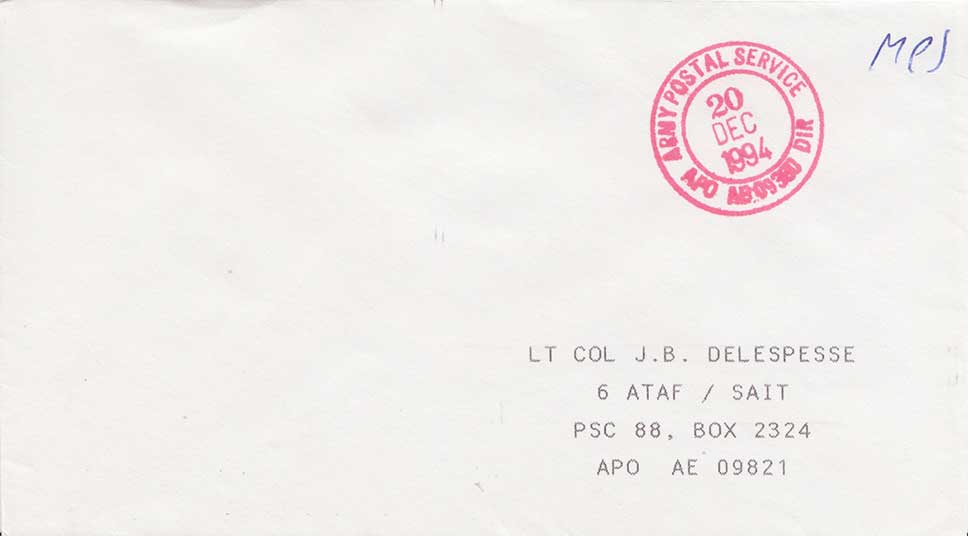 MPS
ARMY POSTAL SERVICE
20
DEC
1994
APO AE 09380 DIR
LT COL J.B. DELESPESSE
6 ATAF / SAIT
PSC 88, BOX 2324
APO AE 09821